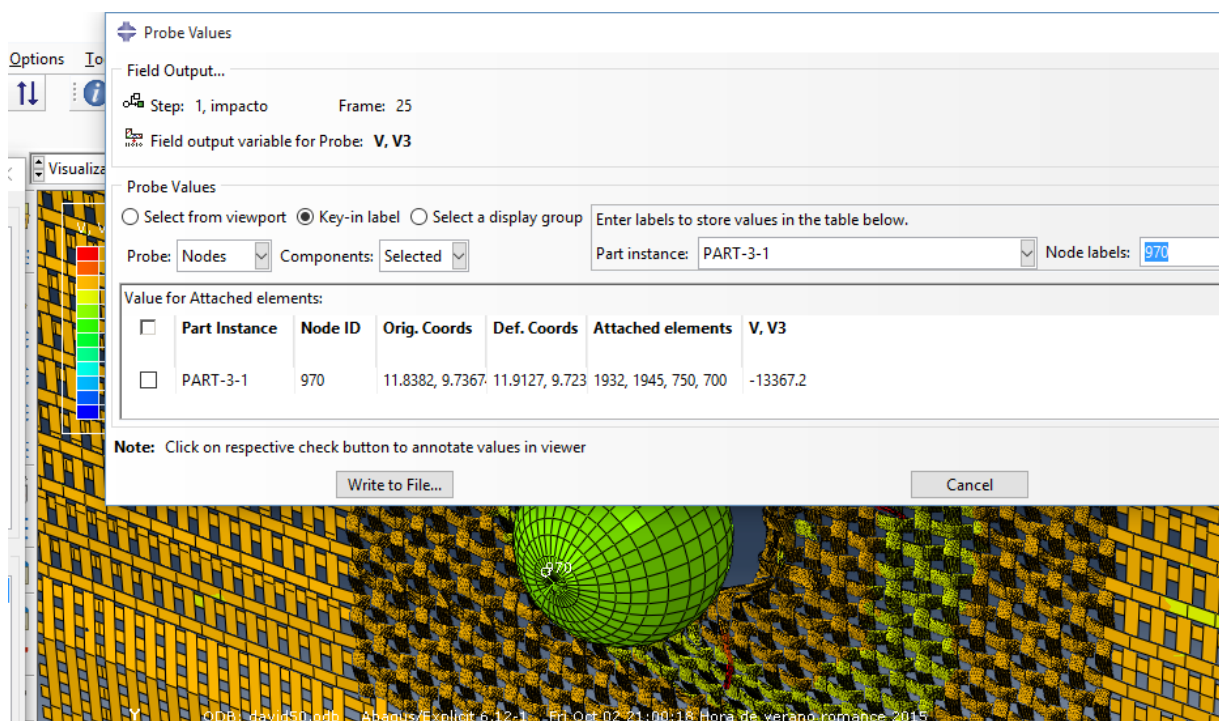 Probe Values
Options To
Field Output...
Step: 1, impacto Frame: 25
Field output variable for Probe: V, V3
Visualiza
Probe Values
Select from viewport Key-in label Select a display group Enter labels to store values in the table below.
Probe: Nodes Components: Selected Part instance: PART-3-1 Node labels: 970
Value for Attached elements:
Part Instance Node ID Orig. Coords Def. Coords Attached elements V, V3
PART-3-1 970 11.8382, 9.7367 11.9127, 9.723 1932, 1945, 750, 700 -13367.2
Note: Click on respective check button to annotate values in viewer
Write to File... Cancel
970
Y ODB: david50.odb Abaqus/Explicit 6.12-1 Fri Oct 02 21:00:18 Hora de verano romance 2015